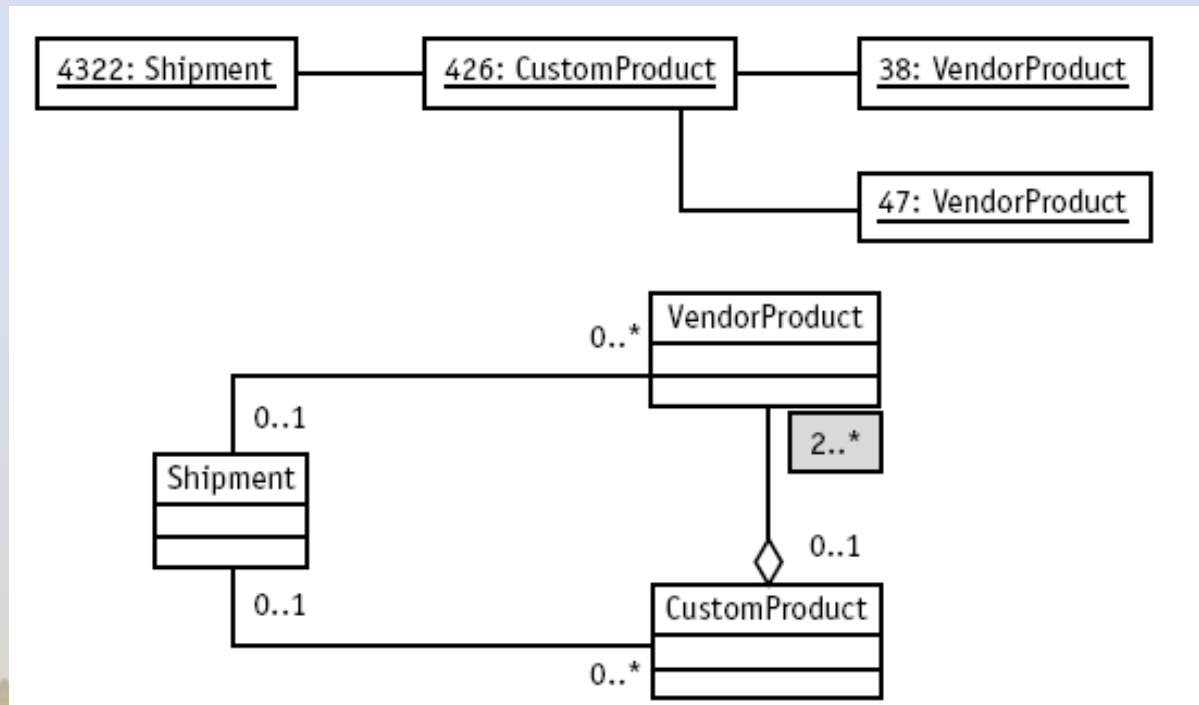 4322: Shipment
426: CustomProduct
38: VendorProduct
47: VendorProduct
VendorProduct
0..*
0..1
2..*
Shipment
0..1
0..1
CustomProduct
0..*